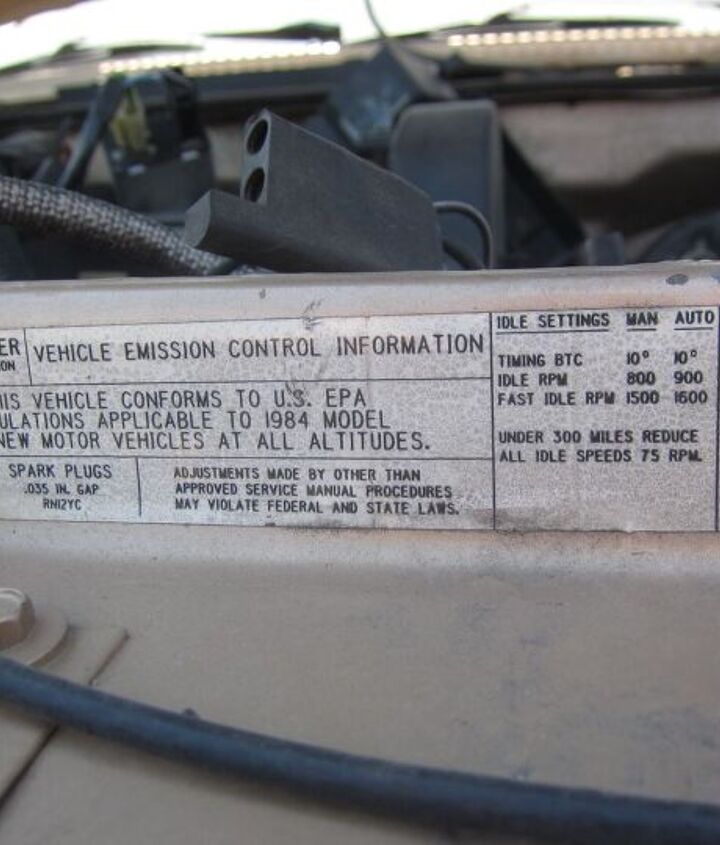 ER
ON
VEHICLE EMISSION CONTROL INFORMATION
IS VEHICLE CONFORMS TO U.S. EPA
ULATIONS APPLICABLE TO 1984 MODEL
NEW MOTOR VEHICLES AT ALL ALTITUDES.
SPARK PLUGS
.035 IN. GAP
RN12YC
ADJUSTMENTS MADE BY OTHER THAN
APPROVED SERVICE MANUAL PROCEDURES
MAY VIOLATE FEDERAL AND STATE LAWS.
IDLE SETTINGS MAN AUTO
TIMING BTC 10° 10°
IDLE RPM 800 900
FAST IDLE RPM 1500 1600
UNDER 300 MILES REDUCE
ALL IDLE SPEEDS 75 RPM.